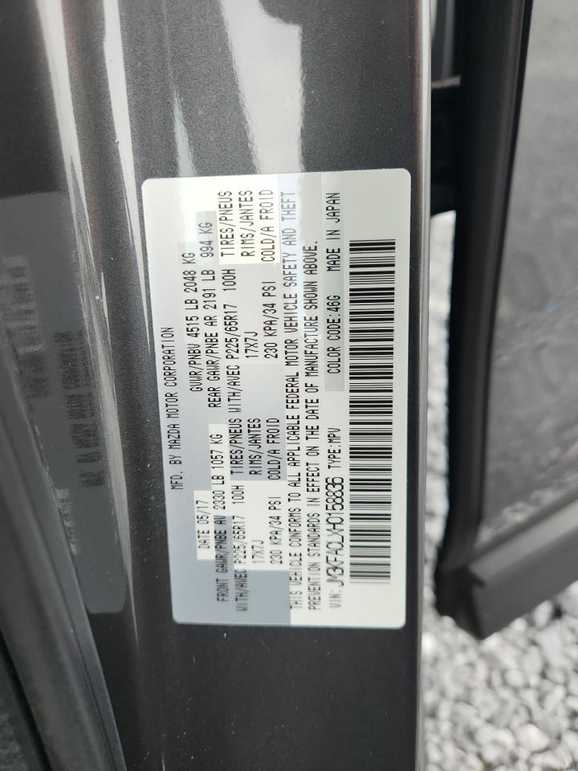 MFD. BY MAZDA MOTOR CORPORATION
DATE 05/17 GVWR/PNBV 4515 LB 2048 KG
FRONT GAWR/PNBE AV 2330 LB 1057 KG REAR GAWR/PNBE AR 2191 LB 994 KG
WITH/AVEC P225/65R17 100H TIRES/PNEUS WITH/AVEC P225/65R17 100H TIRES/PNEUS
17X7J RIMS/JANTES 17X7J RIMS/JANTES
230 KPA/34 PSI COLD/A FROID 230 KPA/34 PSI COLD/A FROID
THIS VEHICLE CONFORMS TO ALL APPLICABLE FEDERAL MOTOR VEHICLE SAFETY AND THEFT
PREVENTION STANDARDS IN EFFECT ON THE DATE OF MANUFACTURE SHOWN ABOVE.
VIN: JM3KFACLXH0158836 TYPE:MPV COLOR CODE:46G MADE IN JAPAN